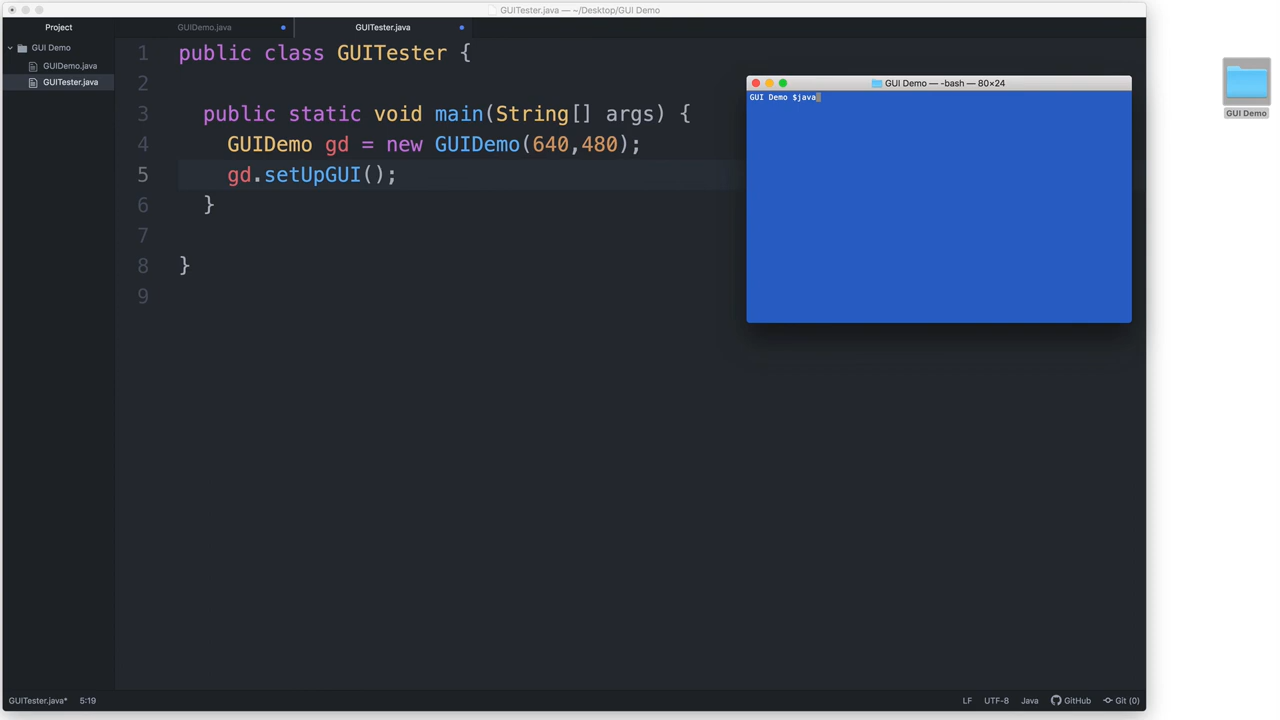 GUITester.java — ~/Desktop/GUI Demo
Project
GUIDemo.java
GUITester.java
GUI Demo
GUIDemo.java
GUITester.java
1 public class GUITester {
2
3 public static void main(String[] args) {
4 GUIDemo gd = new GUIDemo(640,480);
5 gd.setUpGUI();
6 }
7
8 }
9
GUI Demo — -bash — 80×24
GUI Demo $java
GUI Demo
GUITester.java* 5:19
LF UTF-8 Java GitHub Git (0)